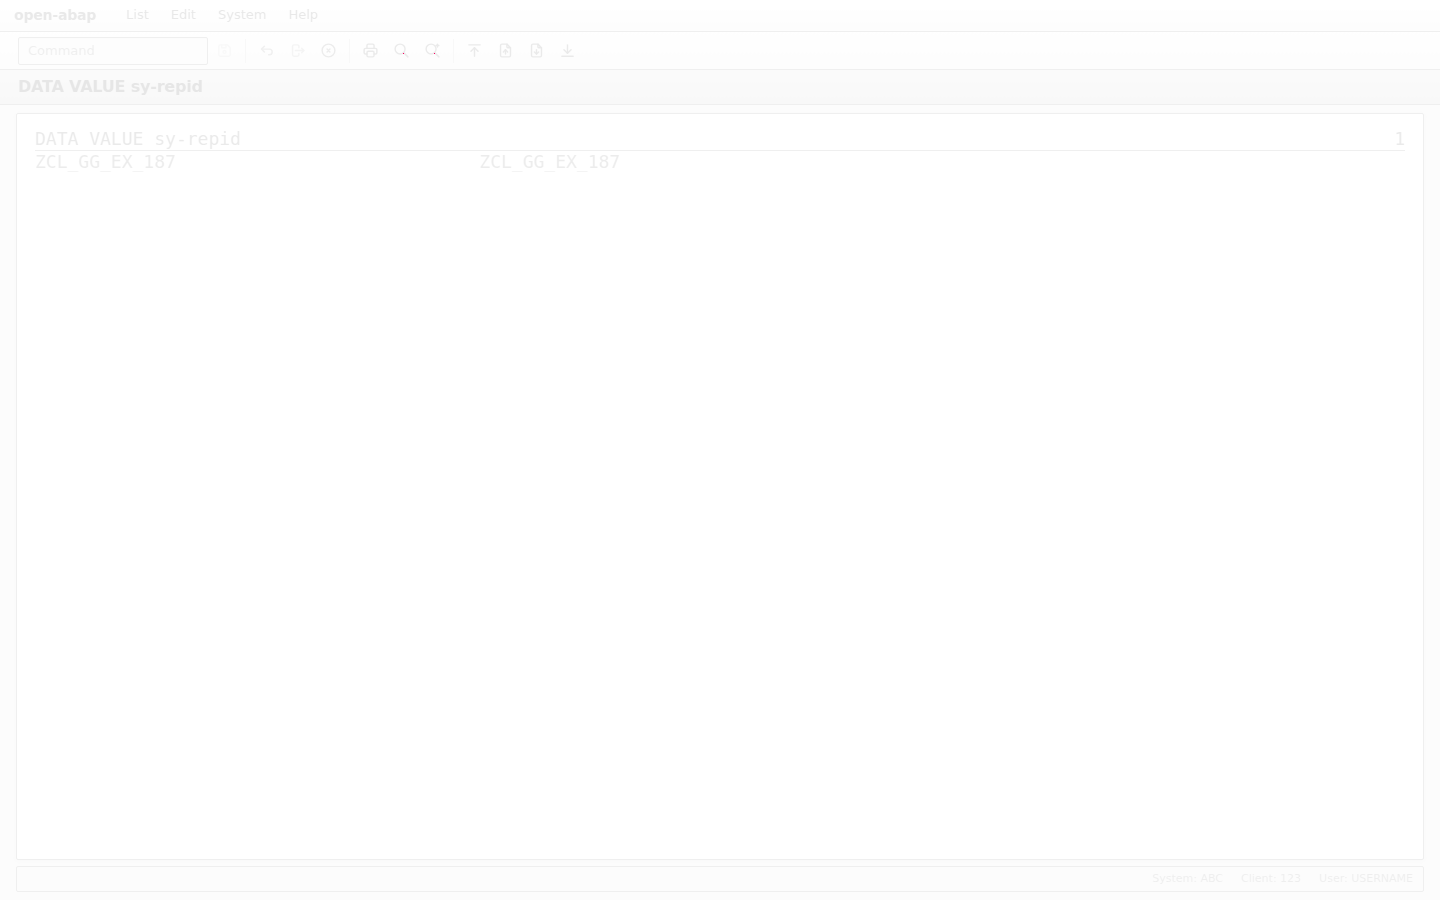 open-abap List Edit System Help
Command
DATA VALUE sy-repid
DATA VALUE sy-repid 1
ZCL_GG_EX_187 ZCL_GG_EX_187
System: ABC Client: 123 User: USERNAME